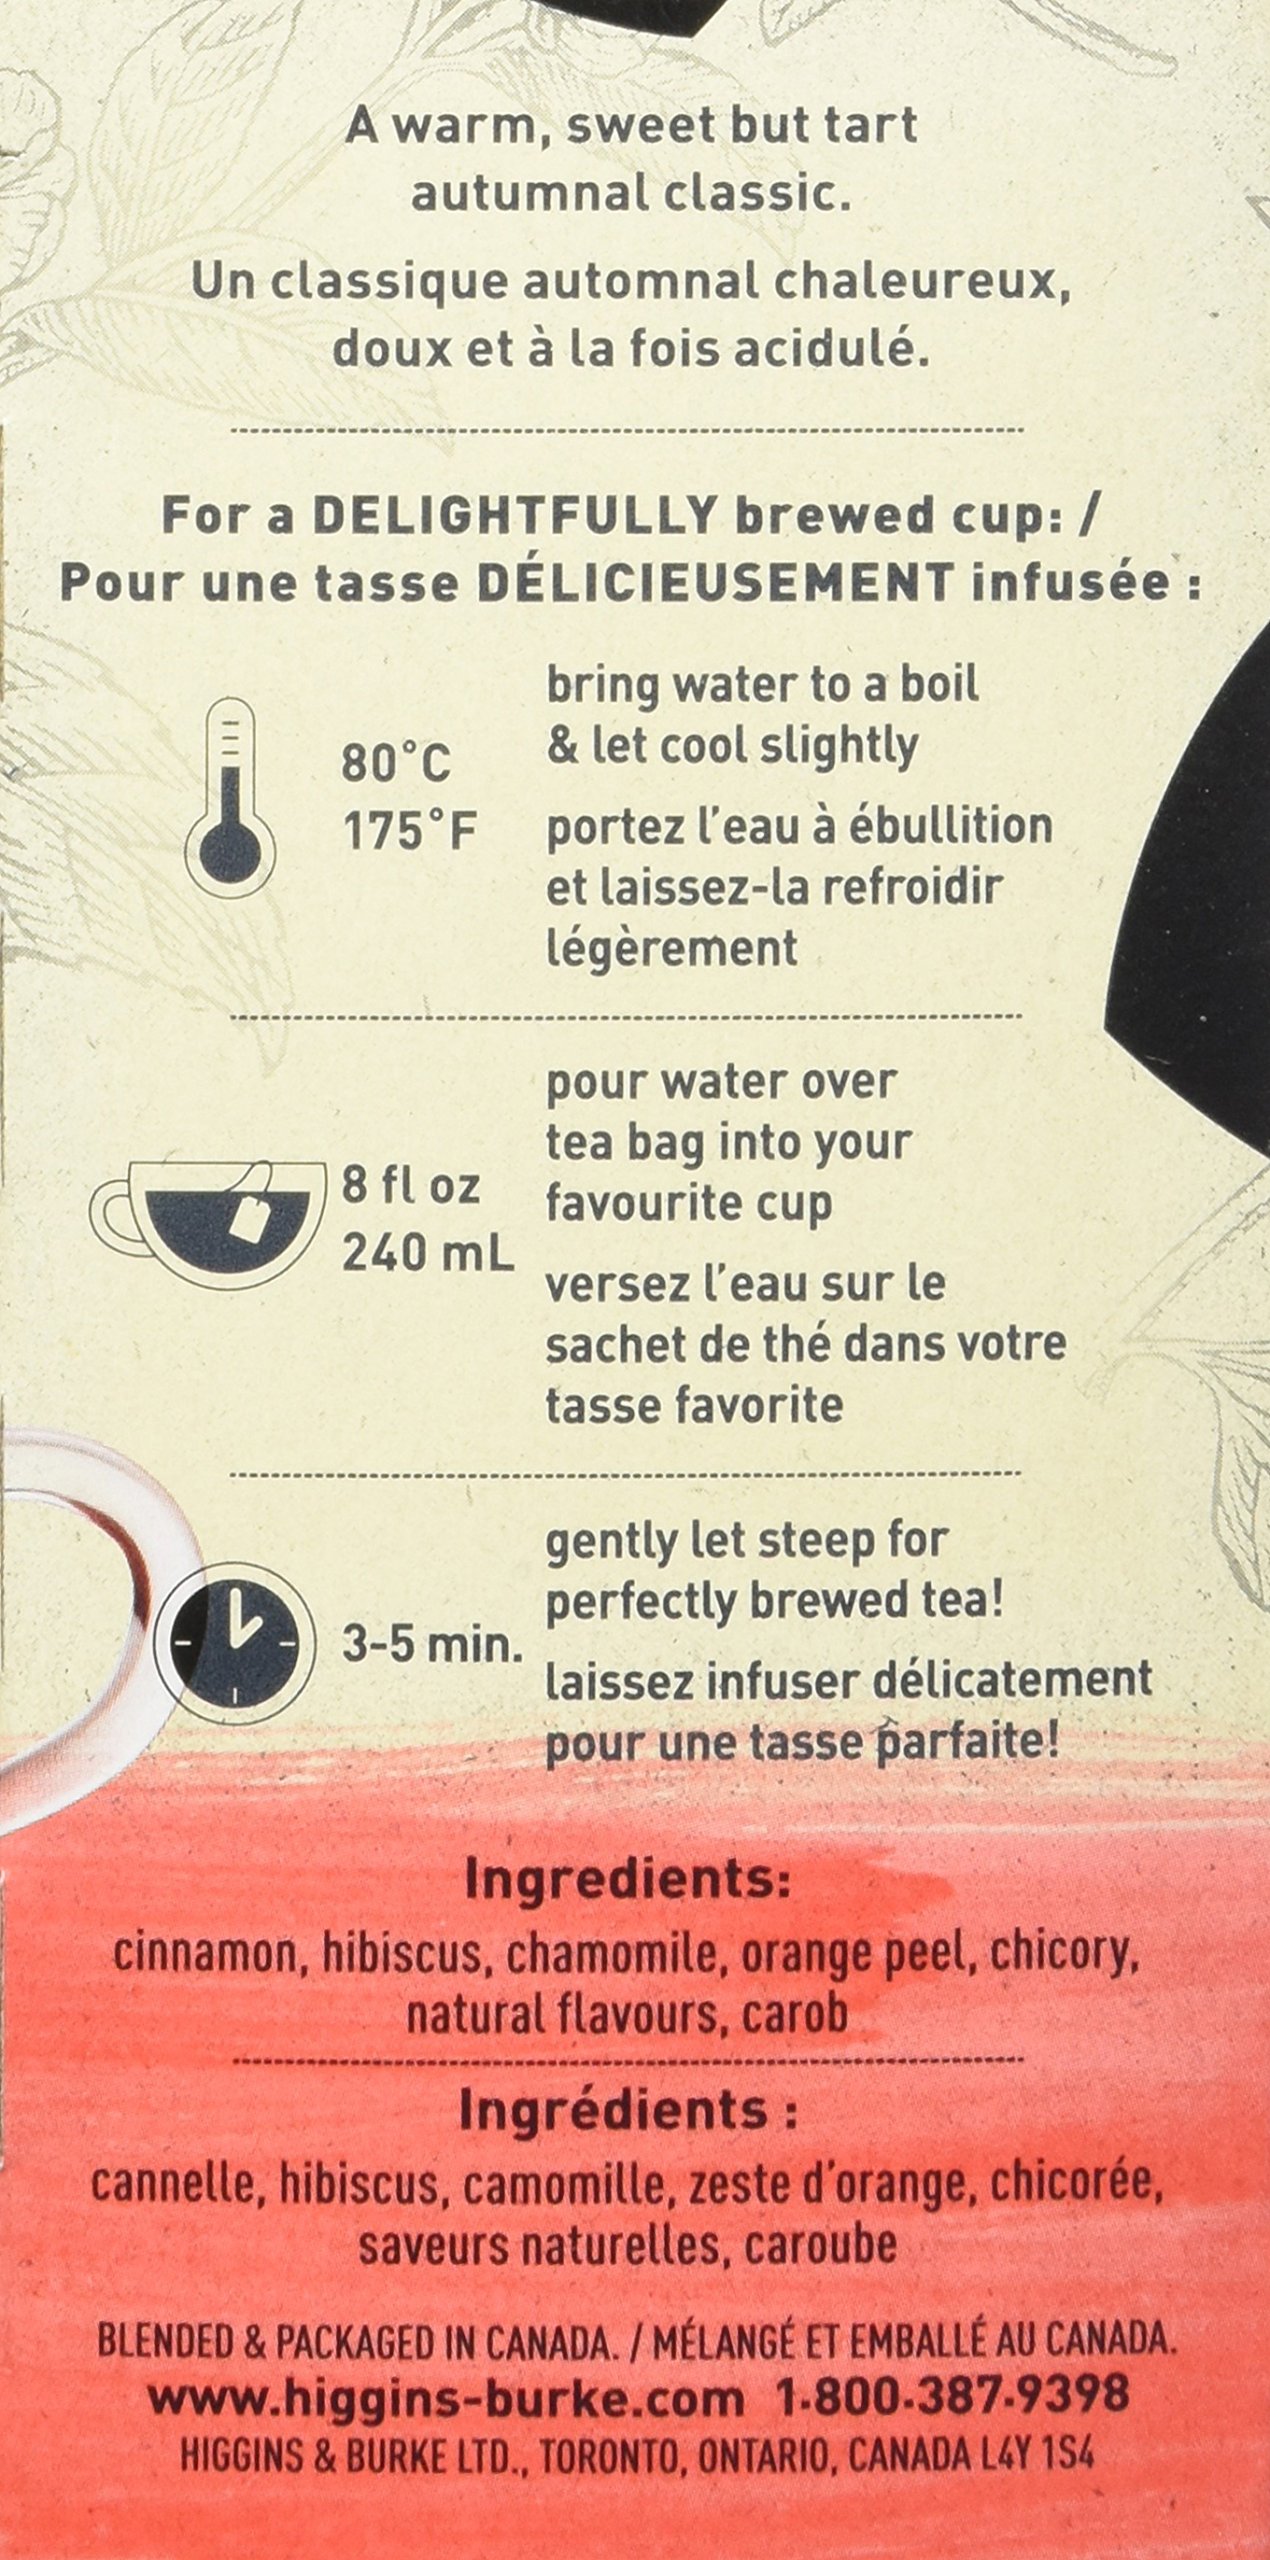 A warm, sweet but tart
autumnal classic.
Un classique automnal chaleureux,
doux et à la fois acidulé.
For a DELIGHTFULLY brewed cup: /
Pour une tasse DÉLICIEUSEMENT infusée :
80°C
175°F
bring water to a boil
& let cool slightly
portez l'eau à ébullition
et laissez-la refroidir
légèrement
8 fl oz
240 mL
pour water over
tea bag into your
favourite cup
versez l'eau sur le
sachet de thé dans votre
tasse favorite
3-5 min.
gently let steep for
perfectly brewed tea!
laissez infuser délicatement
pour une tasse parfaite!
Ingredients:
cinnamon, hibiscus, chamomile, orange peel, chicory,
natural flavours, carob
Ingrédients :
cannelle, hibiscus, camomille, zeste d'orange, chicorée,
saveurs naturelles, caroube
BLENDED & PACKAGED IN CANADA. / MÉLANGÉ ET EMBALLÉ AU CANADA.
www.higgins-burke.com 1-800-387-9398
HIGGINS & BURKE LTD., TORONTO, ONTARIO, CANADA L4Y 1S4